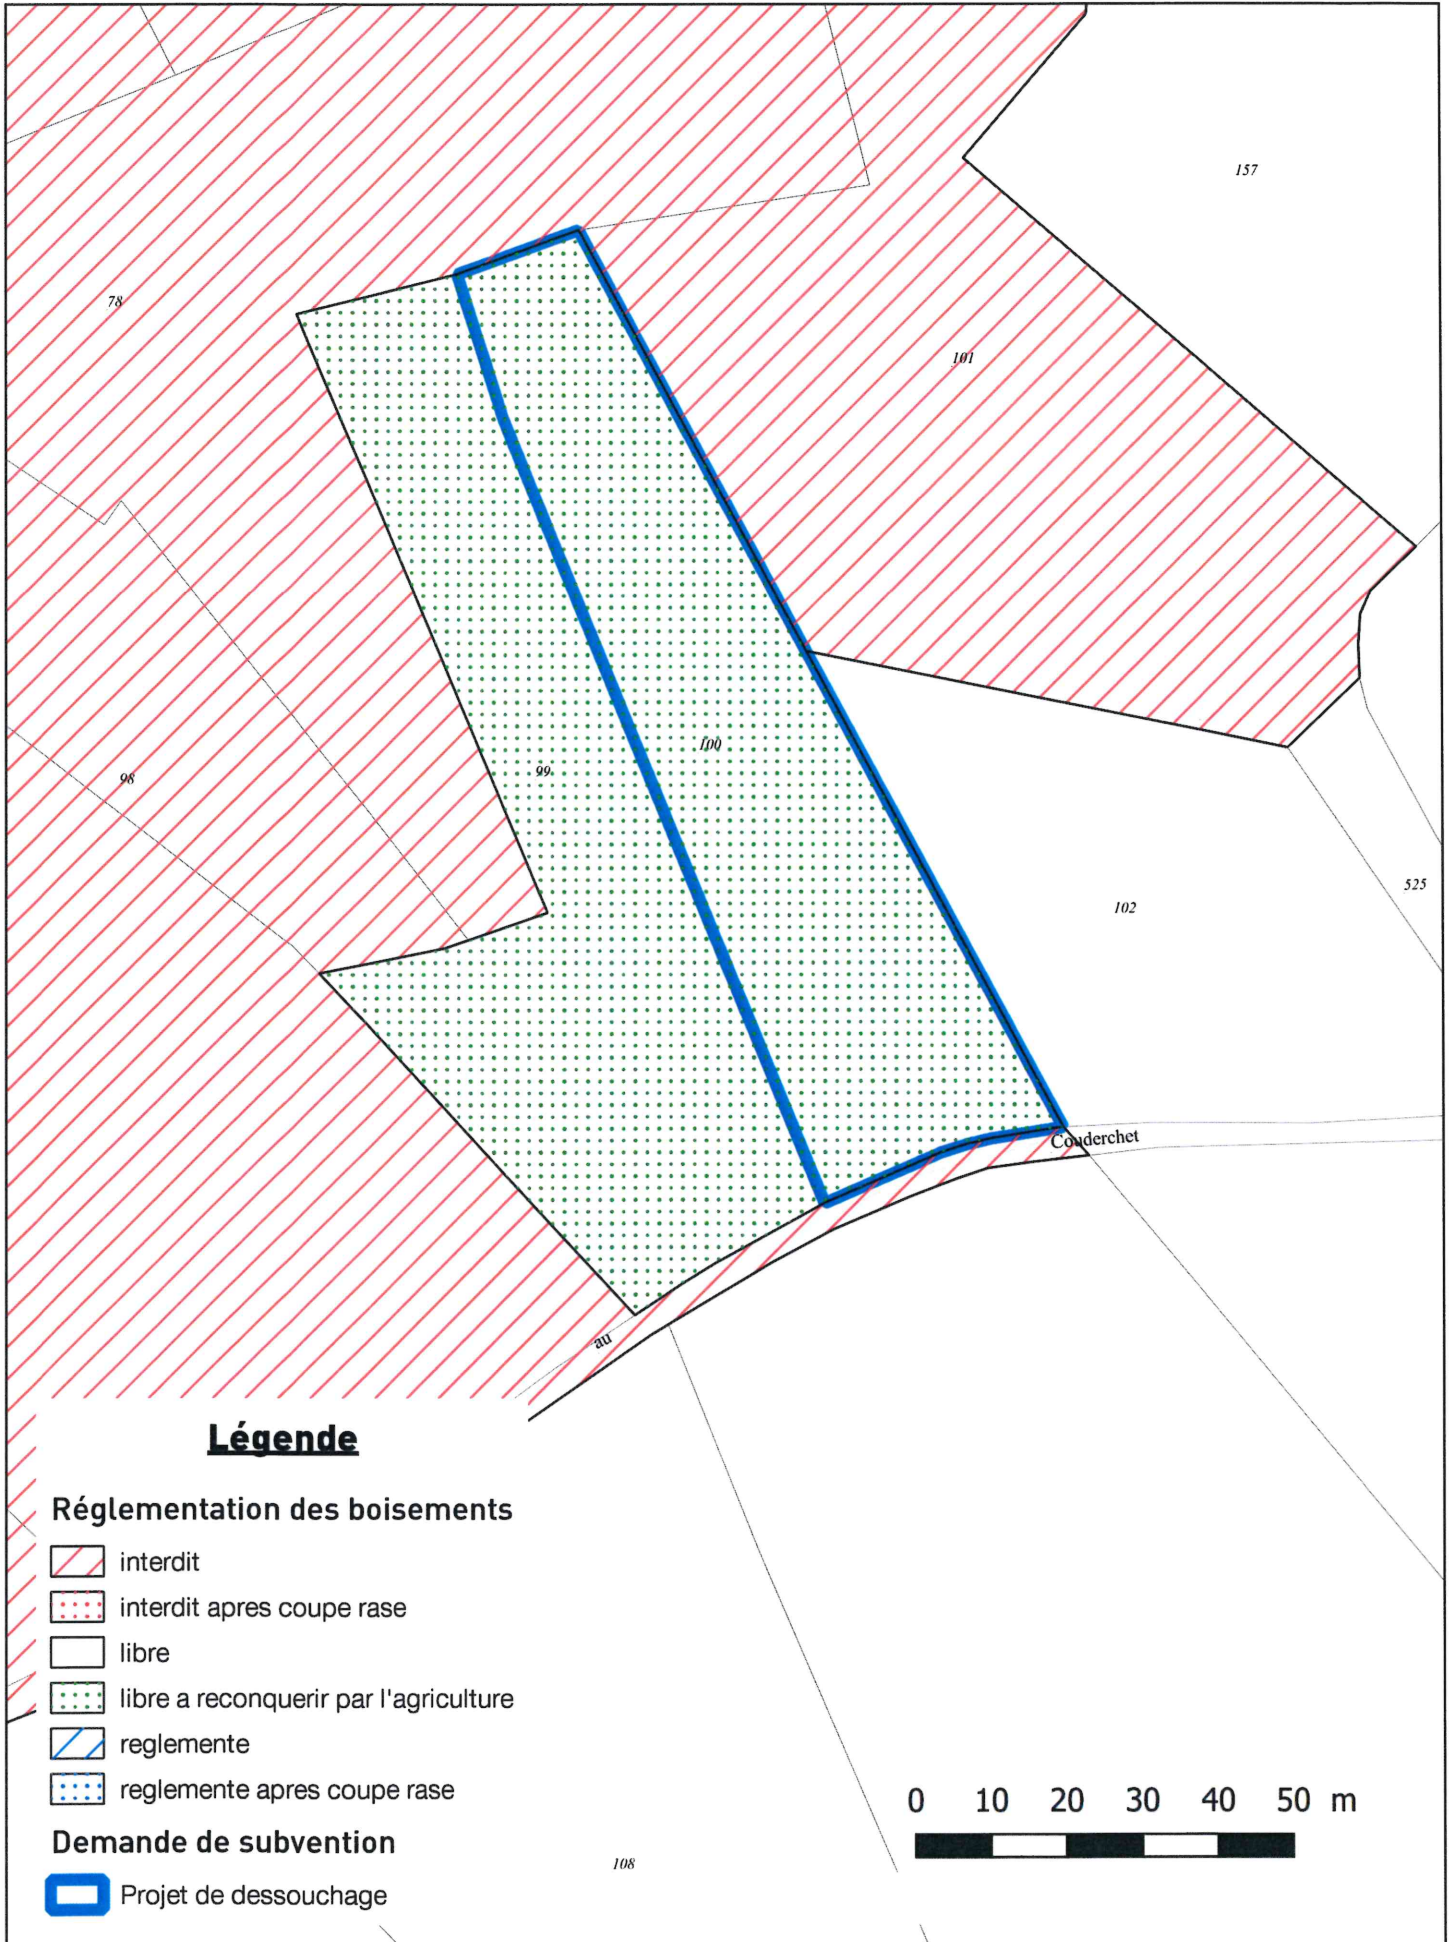 157
78
101
100
99
98
525
102
Couderchet
au
Légende
Réglementation des boisements
interdit
interdit apres coupe rase
libre
libre a reconquerir par l'agriculture
reglemente
reglemente apres coupe rase
Demande de subvention
Projet de dessouchage
0 10 20 30 40 50 m
108